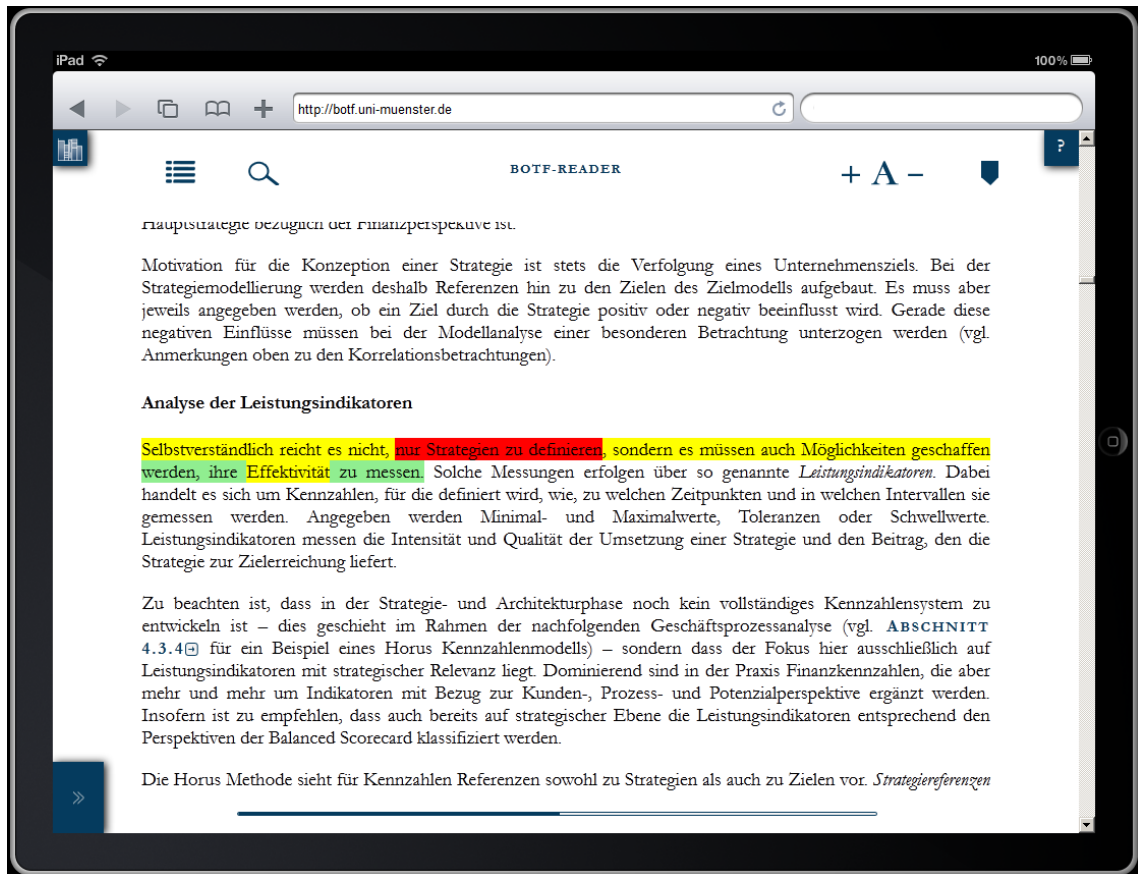 iPad
100%
http://botf.uni-muenster.de
?
BOTF-READER
+ A −
Hauptstrategie bezüglich der Finanzperspektive ist.
Motivation für die Konzeption einer Strategie ist stets die Verfolgung eines Unternehmensziels. Bei der
Strategiemodellierung werden deshalb Referenzen hin zu den Zielen des Zielmodells aufgebaut. Es muss aber
jeweils angegeben werden, ob ein Ziel durch die Strategie positiv oder negativ beeinflusst wird. Gerade diese
negativen Einflüsse müssen bei der Modellanalyse einer besonderen Betrachtung unterzogen werden (vgl.
Anmerkungen oben zu den Korrelationsbetrachtungen).
Analyse der Leistungsindikatoren
Selbstverständlich reicht es nicht, nur Strategien zu definieren, sondern es müssen auch Möglichkeiten geschaffen
werden, ihre Effektivität zu messen. Solche Messungen erfolgen über so genannte Leistungsindikatoren. Dabei
handelt es sich um Kennzahlen, für die definiert wird, wie, zu welchen Zeitpunkten und in welchen Intervallen sie
gemessen werden. Angegeben werden Minimal- und Maximalwerte, Toleranzen oder Schwellwerte.
Leistungsindikatoren messen die Intensität und Qualität der Umsetzung einer Strategie und den Beitrag, den die
Strategie zur Zielerreichung liefert.
Zu beachten ist, dass in der Strategie- und Architekturphase noch kein vollständiges Kennzahlensystem zu
entwickeln ist – dies geschieht im Rahmen der nachfolgenden Geschäftsprozessanalyse (vgl. ABSCHNITT
4.3.4 für ein Beispiel eines Horus Kennzahlenmodells) – sondern dass der Fokus hier ausschließlich auf
Leistungsindikatoren mit strategischer Relevanz liegt. Dominierend sind in der Praxis Finanzkennzahlen, die aber
mehr und mehr um Indikatoren mit Bezug zur Kunden-, Prozess- und Potenzialperspektive ergänzt werden.
Insofern ist zu empfehlen, dass auch bereits auf strategischer Ebene die Leistungsindikatoren entsprechend den
Perspektiven der Balanced Scorecard klassifiziert werden.
Die Horus Methode sieht für Kennzahlen Referenzen sowohl zu Strategien als auch zu Zielen vor. Strategiereferenzen
»